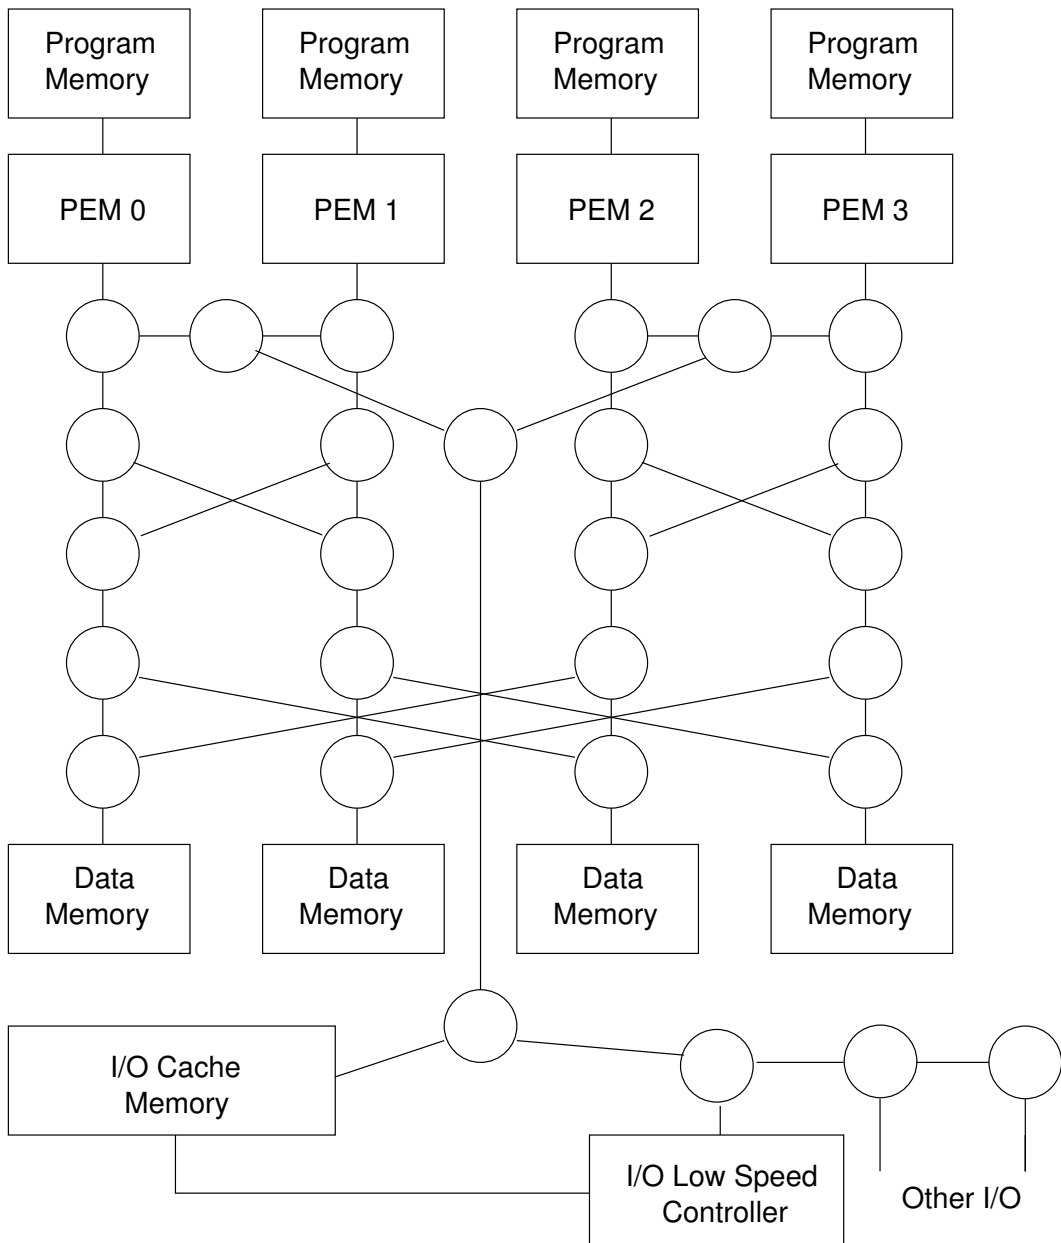 Program
Memory
Program
Memory
Program
Memory
Program
Memory
PEM 0
PEM 1
PEM 2
PEM 3
Data
Memory
Data
Memory
Data
Memory
Data
Memory
I/O Cache
Memory
I/O Low Speed
Controller
Other I/O